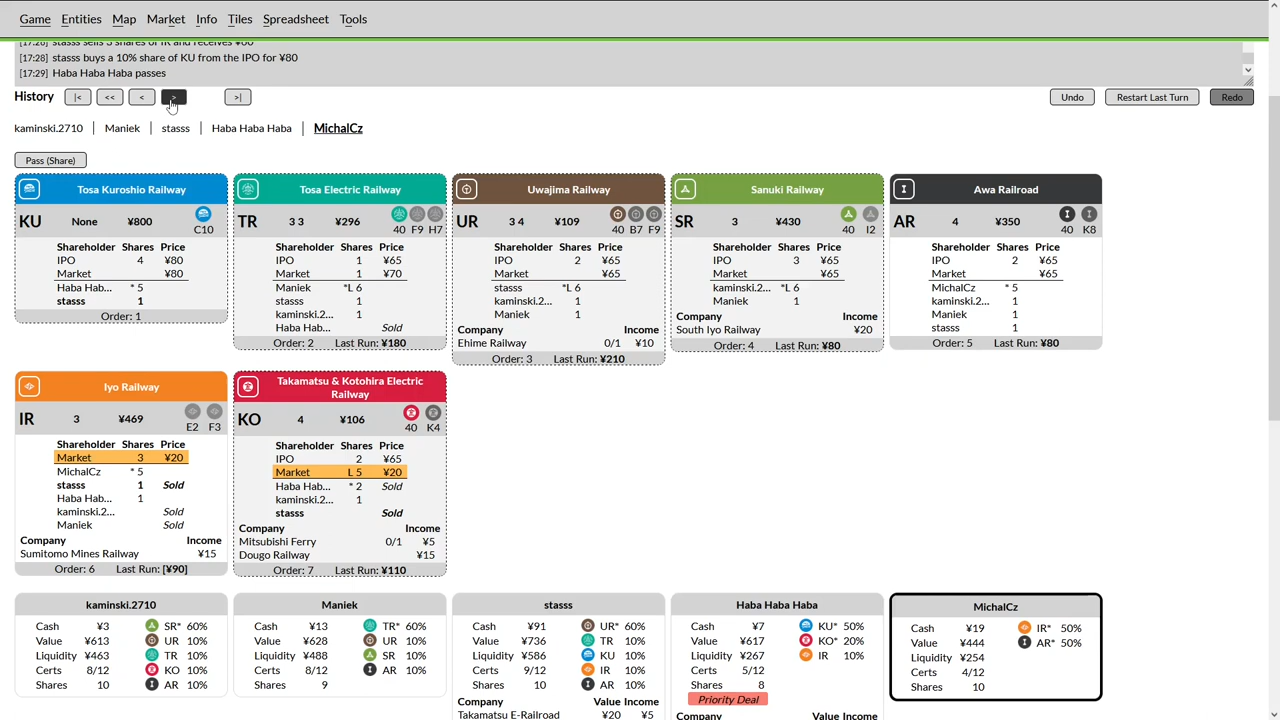 Game Entities Map Market Info Tiles Spreadsheet Tools
[17:28] stasss sells 3 shares of IR and receives ¥60
[17:28] stasss buys a 10% share of KU from the IPO for ¥80
[17:29] Haba Haba Haba passes
History |< << < > >| Undo Restart Last Turn Redo
kaminski.2710 Maniek stasss Haba Haba Haba MichalCz
Pass (Share)
Tosa Kuroshio Railway
KU None ¥800 C10
Shareholder Shares Price
IPO 4 ¥80
Market ¥80
Haba Hab... * 5
stasss 1
Order: 1
Tosa Electric Railway
TR 3 3 ¥296 40 F9 H7
Shareholder Shares Price
IPO 1 ¥65
Market 1 ¥70
Maniek *L 6
stasss 1
kaminski.2... 1
Haba Hab... Sold
Order: 2 Last Run: ¥180
Uwajima Railway
UR 3 4 ¥109 40 B7 F9
Shareholder Shares Price
IPO 2 ¥65
Market ¥65
stasss *L 6
kaminski.2... 1
Maniek 1
Company Income
Ehime Railway 0/1 ¥10
Order: 3 Last Run: ¥210
Sanuki Railway
SR 3 ¥430 40 I2
Shareholder Shares Price
IPO 3 ¥65
Market ¥65
kaminski.2... *L 6
Maniek 1
Company Income
South Iyo Railway ¥20
Order: 4 Last Run: ¥80
Awa Railroad
AR 4 ¥350 40 K8
Shareholder Shares Price
IPO 2 ¥65
Market ¥65
MichalCz * 5
kaminski.2... 1
Maniek 1
stasss 1
Order: 5 Last Run: ¥80
Iyo Railway
IR 3 ¥469 E2 F3
Shareholder Shares Price
Market 3 ¥20
MichalCz * 5
stasss 1 Sold
Haba Hab... 1
kaminski.2... Sold
Maniek Sold
Company Income
Sumitomo Mines Railway ¥15
Order: 6 Last Run: [¥90]
Takamatsu & Kotohira Electric
Railway
KO 4 ¥106 40 K4
Shareholder Shares Price
IPO 2 ¥65
Market L 5 ¥20
Haba Hab... * 2 Sold
kaminski.2... 1
stasss Sold
Company Income
Mitsubishi Ferry 0/1 ¥5
Dougo Railway ¥15
Order: 7 Last Run: ¥110
kaminski.2710
Cash ¥3 SR* 60%
Value ¥613 UR 10%
Liquidity ¥463 TR 10%
Certs 8/12 KO 10%
Shares 10 AR 10%
Maniek
Cash ¥13 TR* 60%
Value ¥628 UR 10%
Liquidity ¥488 SR 10%
Certs 8/12 AR 10%
Shares 9
stasss
Cash ¥91 UR* 60%
Value ¥736 TR 10%
Liquidity ¥586 KU 10%
Certs 9/12 IR 10%
Shares 10 AR 10%
Company Value Income
Takamatsu E-Railroad ¥20 ¥5
Haba Haba Haba
Cash ¥7 KU* 50%
Value ¥617 KO* 20%
Liquidity ¥267 IR 10%
Certs 5/12
Shares 8
Priority Deal
Company Value Income
MichalCz
Cash ¥19 IR* 50%
Value ¥444 AR* 50%
Liquidity ¥254
Certs 4/12
Shares 10